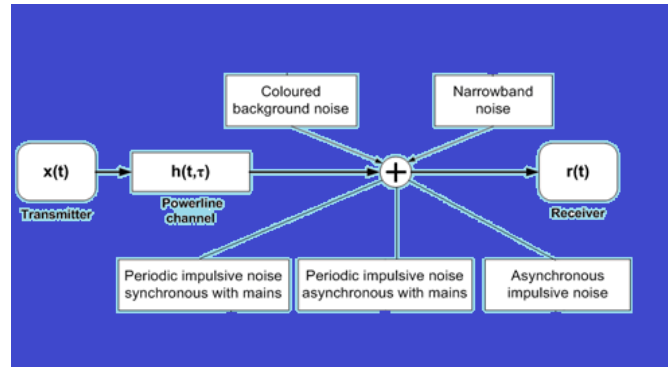 Coloured
background noise
Narrowband
noise
x(t)
h(t,τ)
+
r(t)
Transmitter
Powerline
channel
Receiver
Periodic impulsive noise
synchronous with mains
Periodic impulsive noise
asynchronous with mains
Asynchronous
impulsive noise